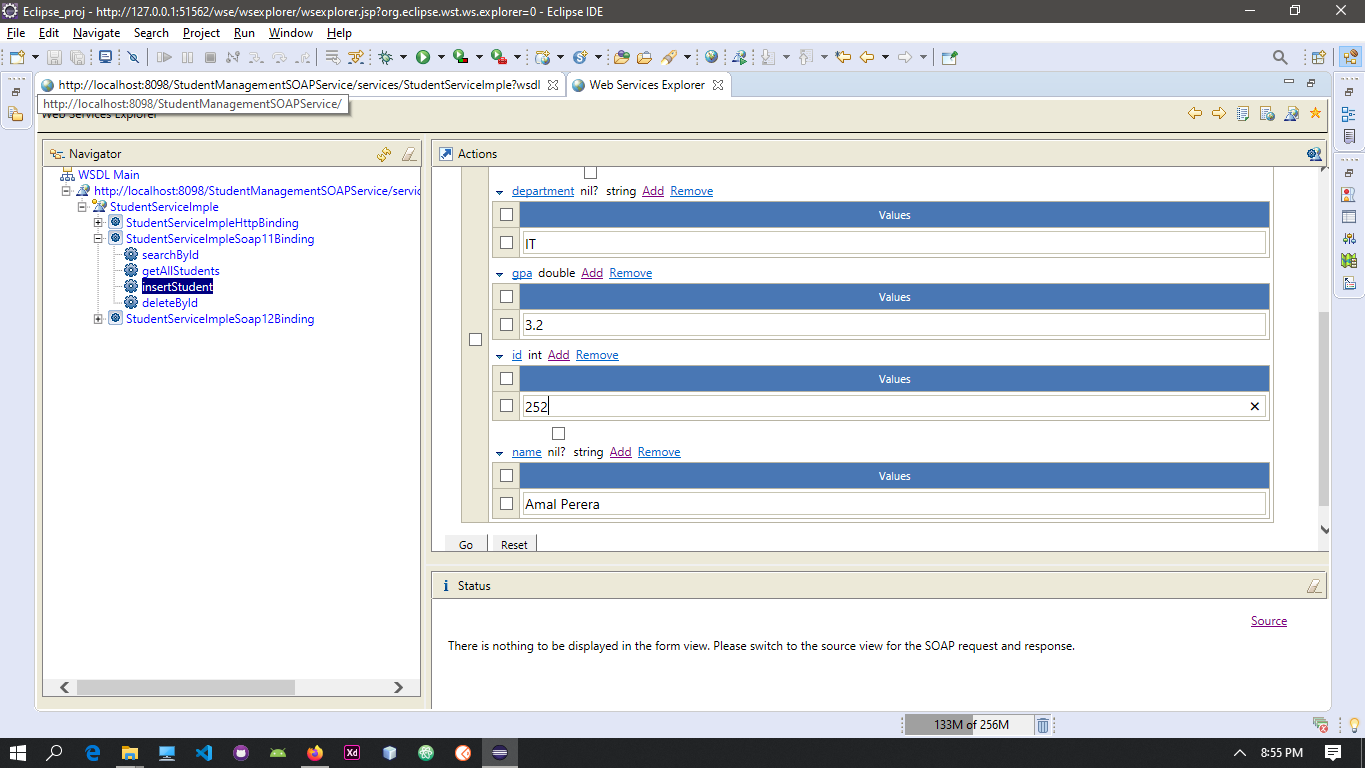 Eclipse_proj - http://127.0.0.1:51562/wse/wsexplorer/wsexplorer.jsp?org.eclipse.wst.ws.explorer=0 - Eclipse IDE
File Edit Navigate Search Project Run Window Help
http://localhost:8098/StudentManagementSOAPService/services/StudentServiceImple?wsdl
Web Services Explorer
http://localhost:8098/StudentManagementSOAPService/
Web Services Explorer
Navigator
WSDL Main
http://localhost:8098/StudentManagementSOAPService/servic
StudentServiceImple
StudentServiceImpleHttpBinding
StudentServiceImpleSoap11Binding
searchById
getAllStudents
insertStudent
deleteById
StudentServiceImpleSoap12Binding
Actions
department nil? string Add Remove
Values
IT
gpa double Add Remove
Values
3.2
id int Add Remove
Values
252
name nil? string Add Remove
Values
Amal Perera
Go Reset
Status
Source
There is nothing to be displayed in the form view. Please switch to the source view for the SOAP request and response.
133M of 256M
Xd
8:55 PM